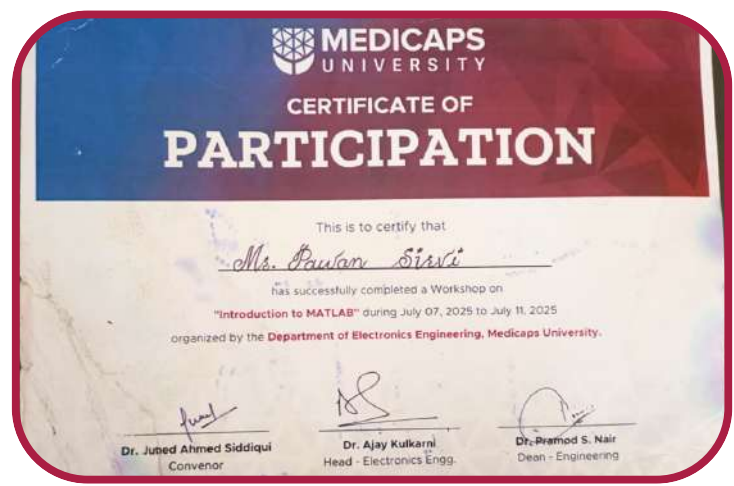 MEDICAPS
UNIVERSITY
CERTIFICATE OF
PARTICIPATION
This is to certify that
Ms. Pawan Sirvi
has successfully completed a Workshop on
"Introduction to MATLAB" during July 07, 2025 to July 11, 2025
organized by the Department of Electronics Engineering, Medicaps University.
Dr. Jubed Ahmed Siddiqui
Convenor
Dr. Ajay Kulkarni
Head - Electronics Engg.
Dr. Pramod S. Nair
Dean - Engineering